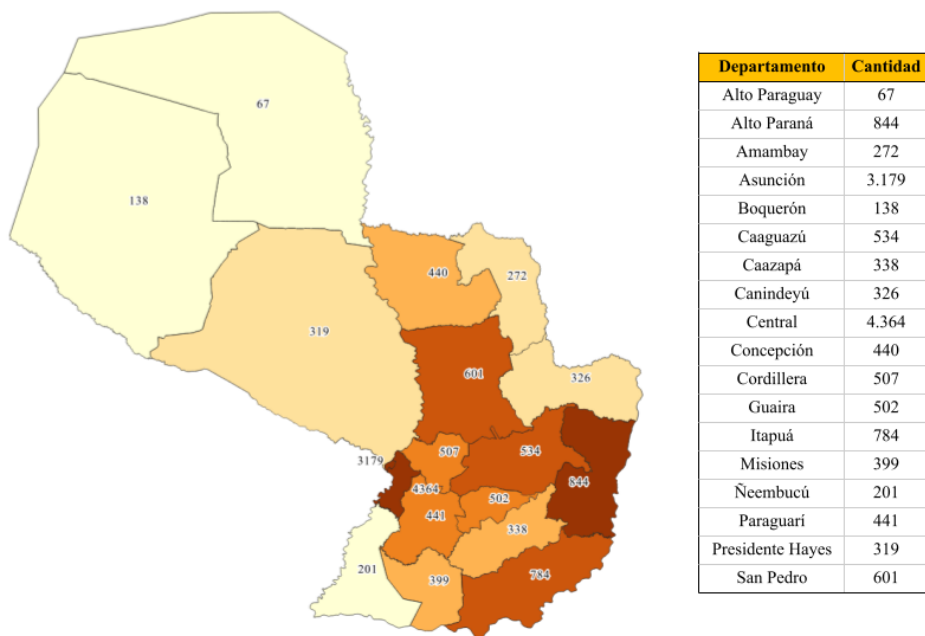 67
138
440
272
319
601
326
507
534
3179
4364
844
502
441
338
201
399
784
Departamento Cantidad
Alto Paraguay 67
Alto Paraná 844
Amambay 272
Asunción 3.179
Boquerón 138
Caaguazú 534
Caazapá 338
Canindeyú 326
Central 4.364
Concepción 440
Cordillera 507
Guaira 502
Itapuá 784
Misiones 399
Ñeembucú 201
Paraguarí 441
Presidente Hayes 319
San Pedro 601